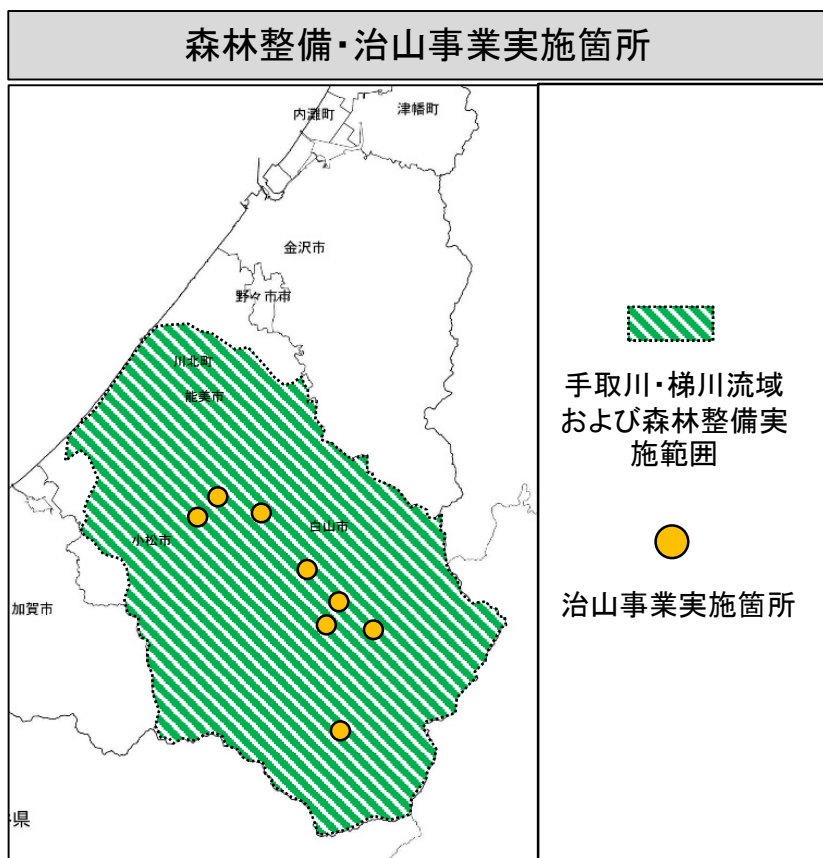 森林整備・治山事業実施箇所
内灘町
津幡町
金沢市
野々市市
川北町
能美市
小松市
白山市
加賀市
県
手取川・梯川流域
および森林整備実
施範囲
治山事業実施箇所